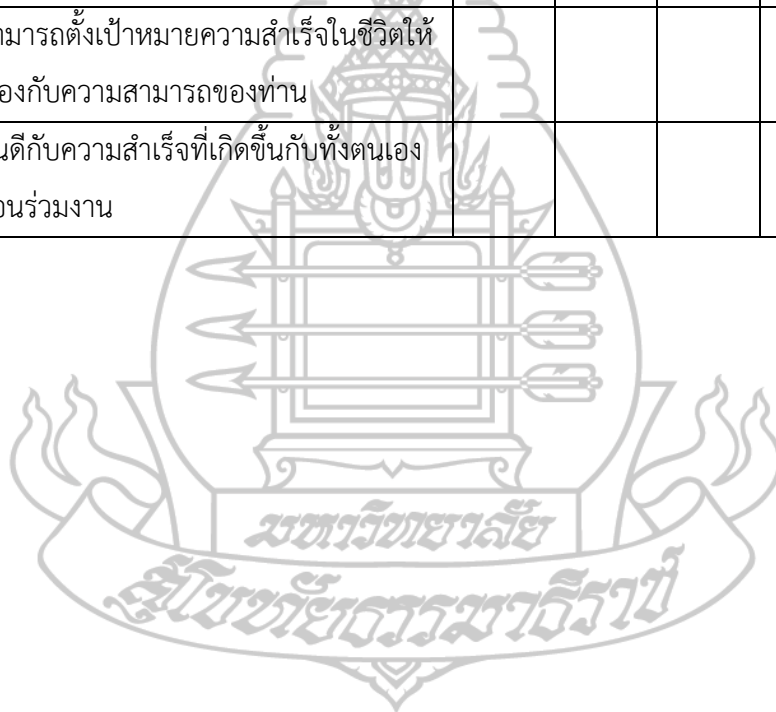 ามารถตั้งเป้าหมายความสำเร็จในชีวิตให้
องกับความสามารถของท่าน
นดีกับความสำเร็จที่เกิดขึ้นกับทั้งตนเอง
อนร่วมงาน
มหาวิทยาลัย
สุโขทัยธรรมาธิราช